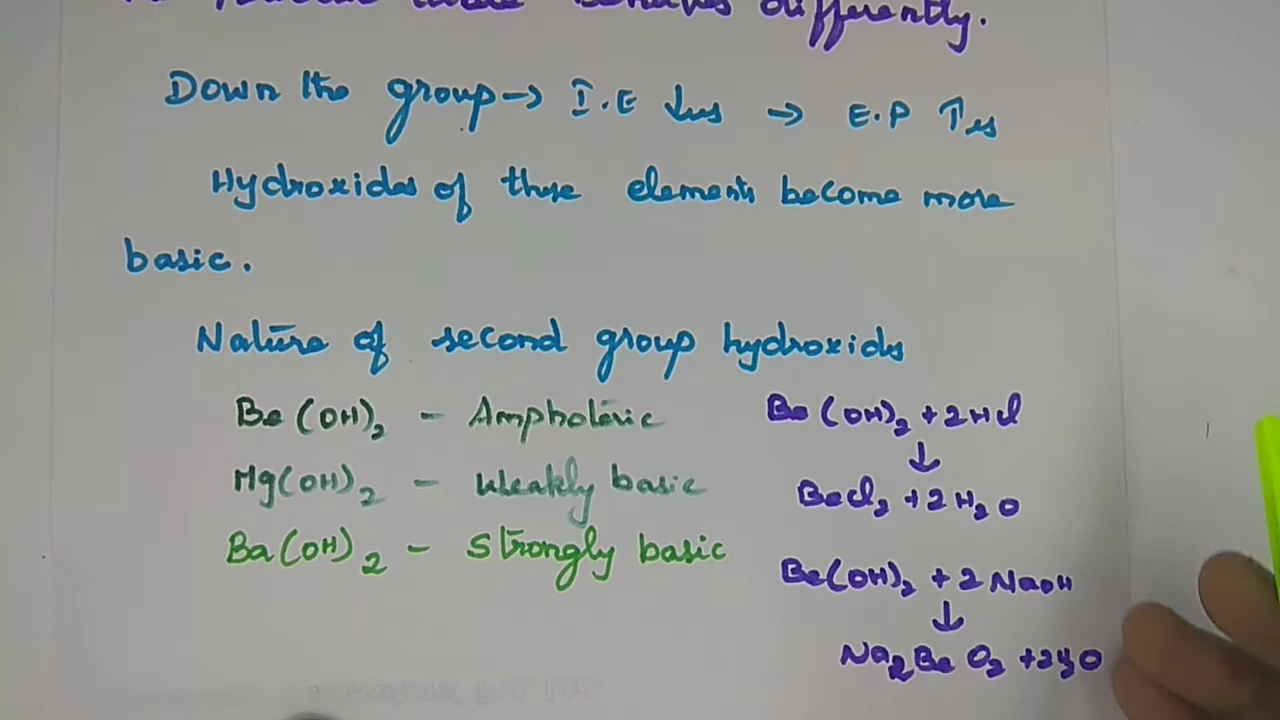 differently.
Down the group → I.E ↓es → E.P ↑es
Hydroxides of these elements become more
basic.
Nature of second group hydroxides
Be(OH)₂ - Amphoteric
Mg(OH)₂ - Weakly basic
Ba(OH)₂ - Strongly basic
Be(OH)₂ + 2HCl
↓
BeCl₂ + 2H₂O
Be(OH)₂ + 2NaOH
↓
Na₂BeO₂ + 2H₂O